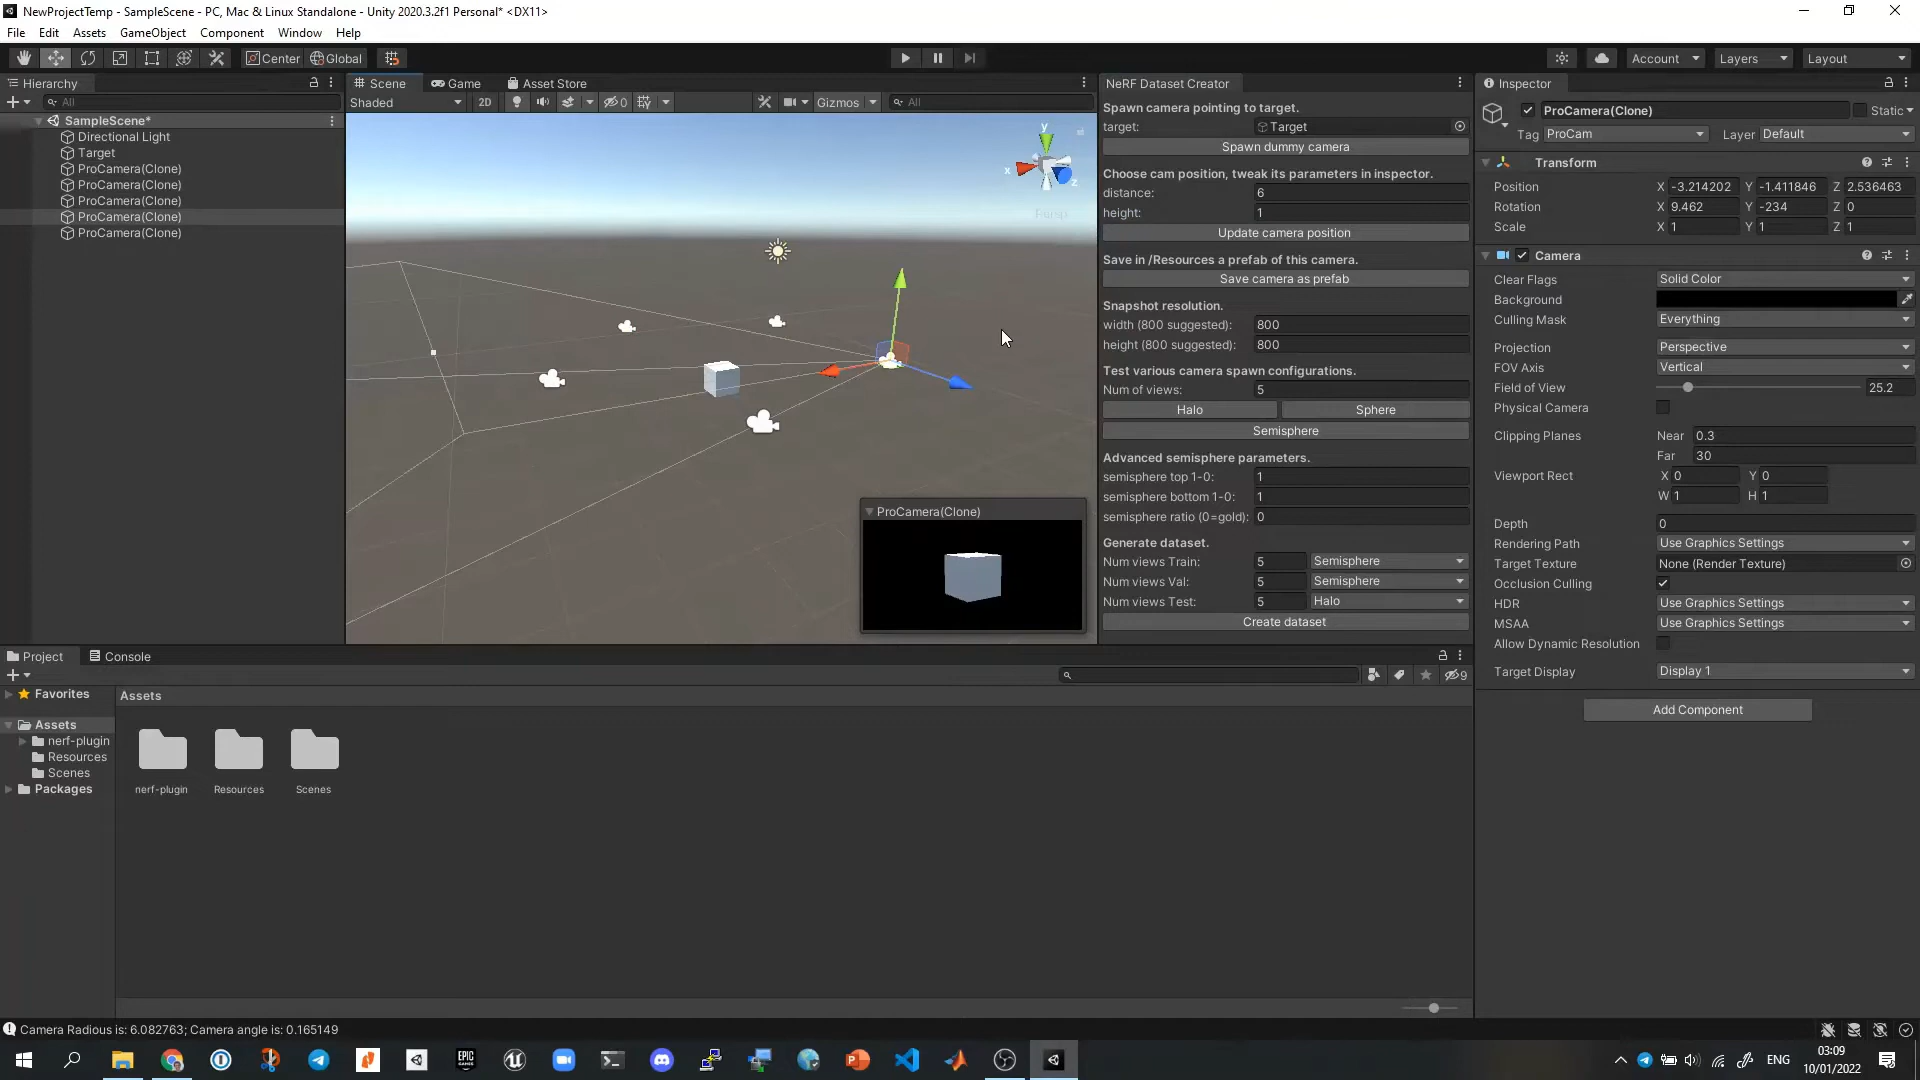 NewProjectTemp - SampleScene - PC, Mac & Linux Standalone - Unity 2020.3.2f1 Personal* <DX11>
File Edit Assets GameObject Component Window Help
Center Global Account Layers Layout
Hierarchy
All
SampleScene*
Directional Light
Target
ProCamera(Clone)
ProCamera(Clone)
ProCamera(Clone)
ProCamera(Clone)
ProCamera(Clone)
Scene Game Asset Store
Shaded 2D 0 Gizmos All
y
x
z
Persp
ProCamera(Clone)
NeRF Dataset Creator
Spawn camera pointing to target.
target: Target
Spawn dummy camera
Choose cam position, tweak its parameters in inspector.
distance: 6
height: 1
Update camera position
Save in /Resources a prefab of this camera.
Save camera as prefab
Snapshot resolution.
width (800 suggested): 800
height (800 suggested): 800
Test various camera spawn configurations.
Num of views: 5
Halo Sphere
Semisphere
Advanced semisphere parameters.
semisphere top 1-0: 1
semisphere bottom 1-0: 1
semisphere ratio (0=gold): 0
Generate dataset.
Num views Train: 5 Semisphere
Num views Val: 5 Semisphere
Num views Test: 5 Halo
Create dataset
Inspector
ProCamera(Clone) Static
Tag ProCam Layer Default
Transform
Position X -3.214202 Y -1.411846 Z 2.536463
Rotation X 9.462 Y -234 Z 0
Scale X 1 Y 1 Z 1
Camera
Clear Flags Solid Color
Background
Culling Mask Everything
Projection Perspective
FOV Axis Vertical
Field of View 25.2
Physical Camera
Clipping Planes Near 0.3
Far 30
Viewport Rect X 0 Y 0
W 1 H 1
Depth 0
Rendering Path Use Graphics Settings
Target Texture None (Render Texture)
Occlusion Culling
HDR Use Graphics Settings
MSAA Use Graphics Settings
Allow Dynamic Resolution
Target Display Display 1
Add Component
Project Console
9
Favorites
Assets
nerf-plugin
Resources
Scenes
Packages
Assets
nerf-plugin Resources Scenes
Camera Radious is: 6.082763; Camera angle is: 0.165149
EPIC GAMES
ENG
03:09
10/01/2022